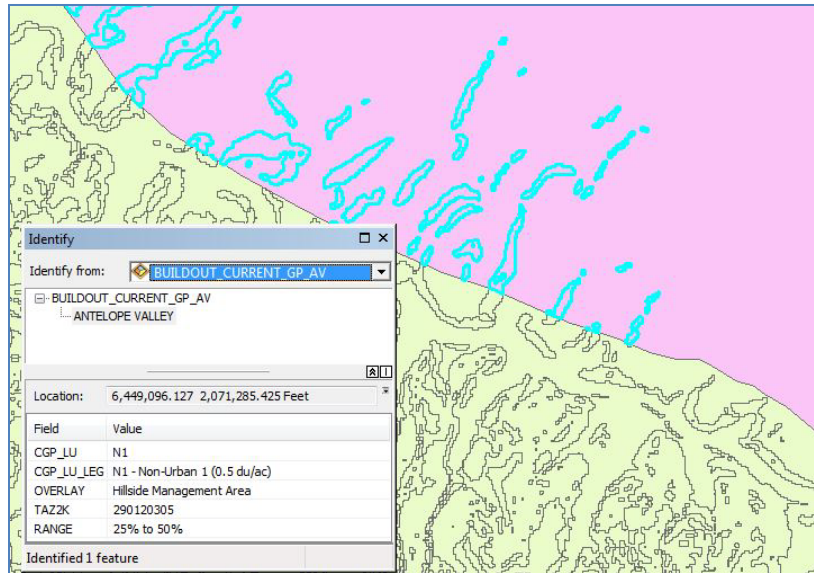 Identify
Identify from: BUILDOUT_CURRENT_GP_AV
BUILDOUT_CURRENT_GP_AV
ANTELOPE VALLEY
Location: 6,449,096.127 2,071,285.425 Feet
Field Value
CGP_LU N1
CGP_LU_LEG N1 - Non-Urban 1 (0.5 du/ac)
OVERLAY Hillside Management Area
TAZ2K 290120305
RANGE 25% to 50%
Identified 1 feature